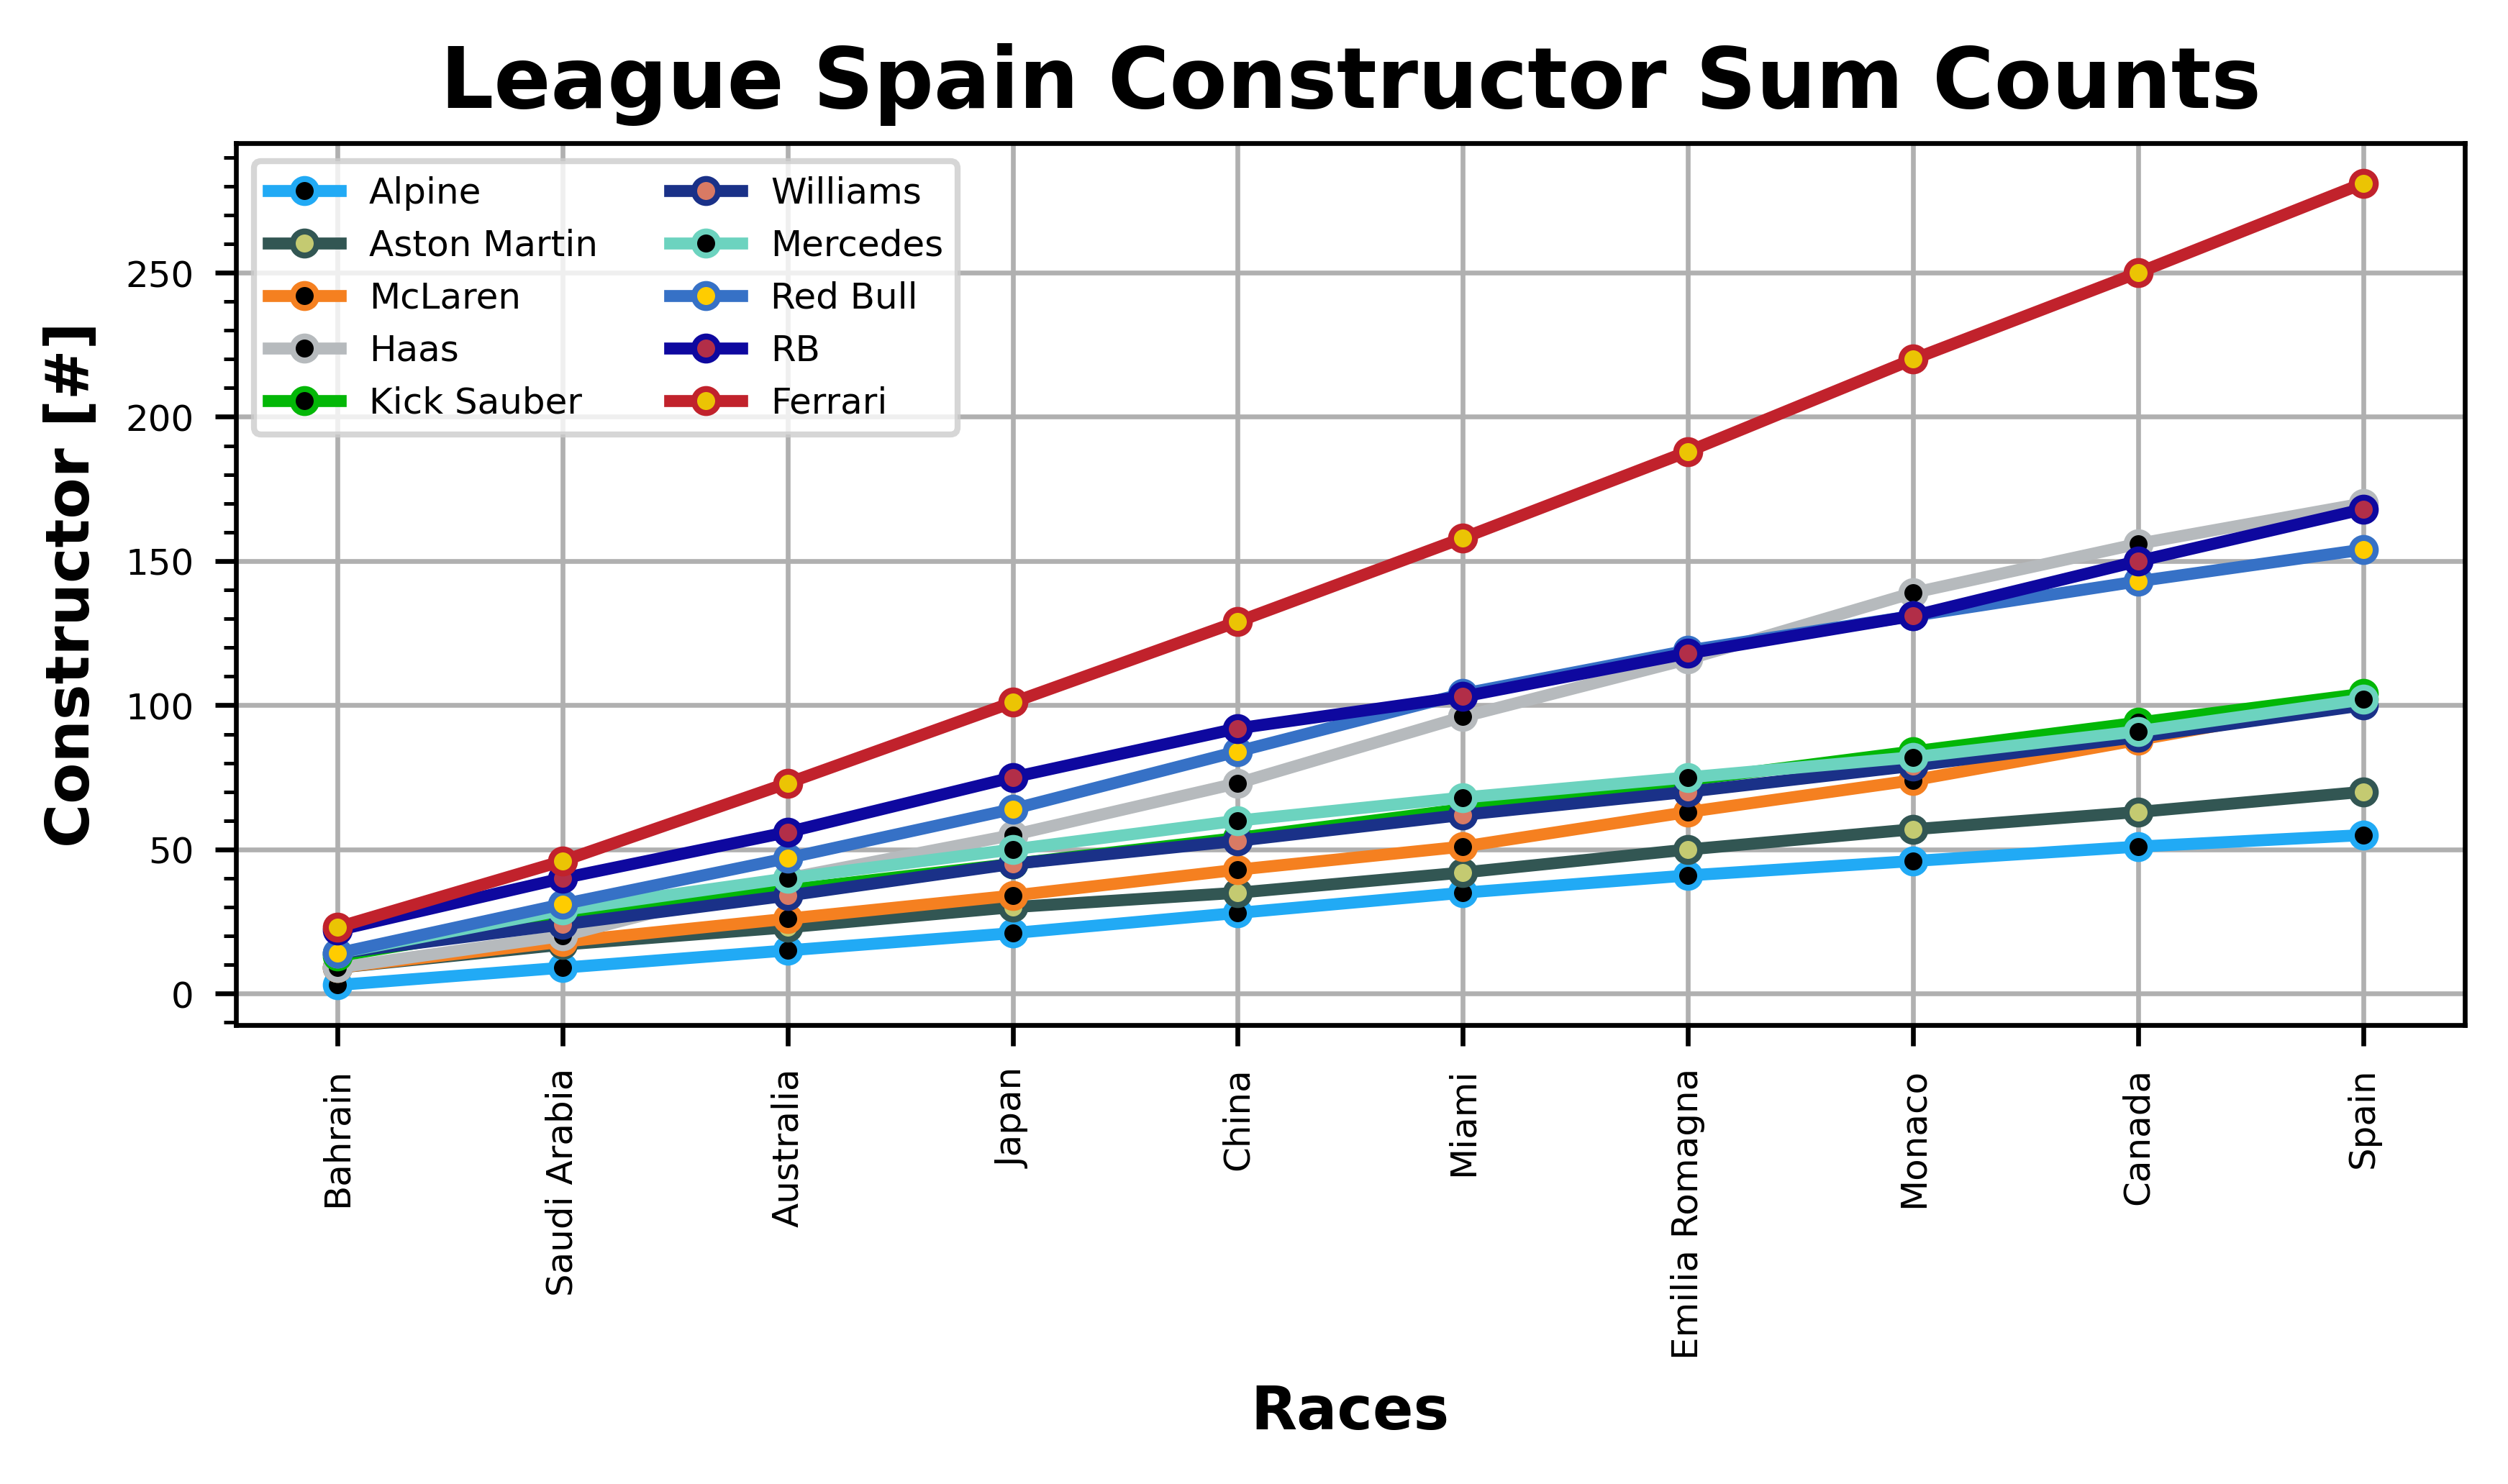 League Spain Constructor Sum Counts
Constructor [#]
250
200
150
100
50
0
Alpine
Aston Martin
McLaren
Haas
Kick Sauber
Williams
Mercedes
Red Bull
RB
Ferrari
Bahrain
Saudi Arabia
Australia
Japan
China
Miami
Emilia Romagna
Monaco
Canada
Spain
Races